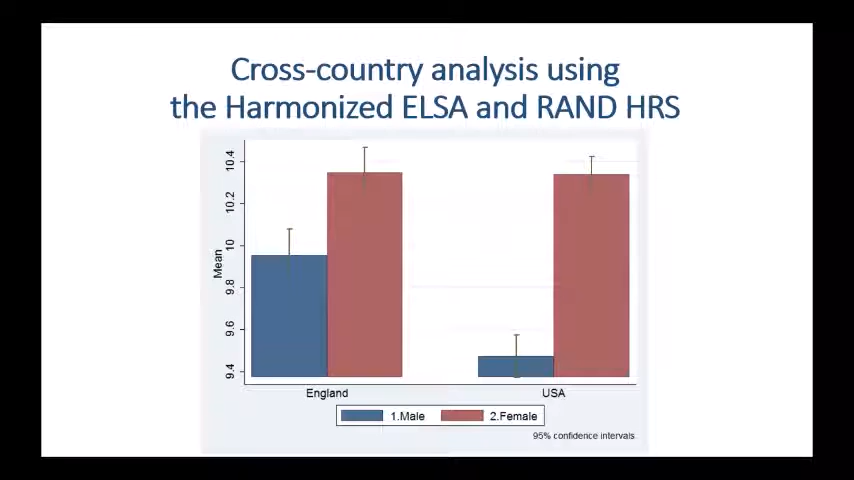 Cross-country analysis using
the Harmonized ELSA and RAND HRS
10.4
10.2
10
9.8
9.6
9.4
Mean
England
USA
1.Male
2.Female
95% confidence intervals